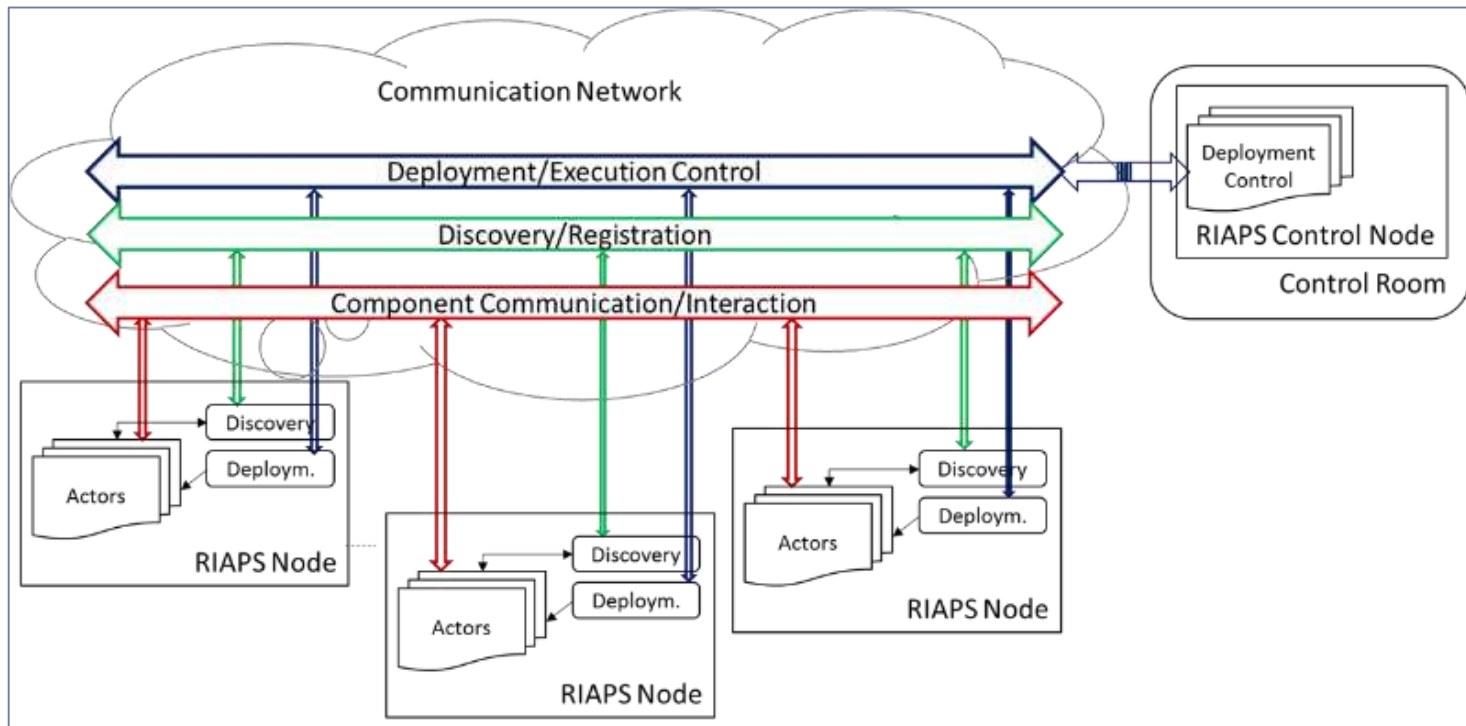 Communication Network
Deployment/Execution Control
Discovery/Registration
Component Communication/Interaction
Deployment
Control
RIAPS Control Node
Control Room
Discovery
Deploym.
Actors
RIAPS Node
Discovery
Deploym.
Actors
RIAPS Node
Discovery
Deploym.
Actors
RIAPS Node